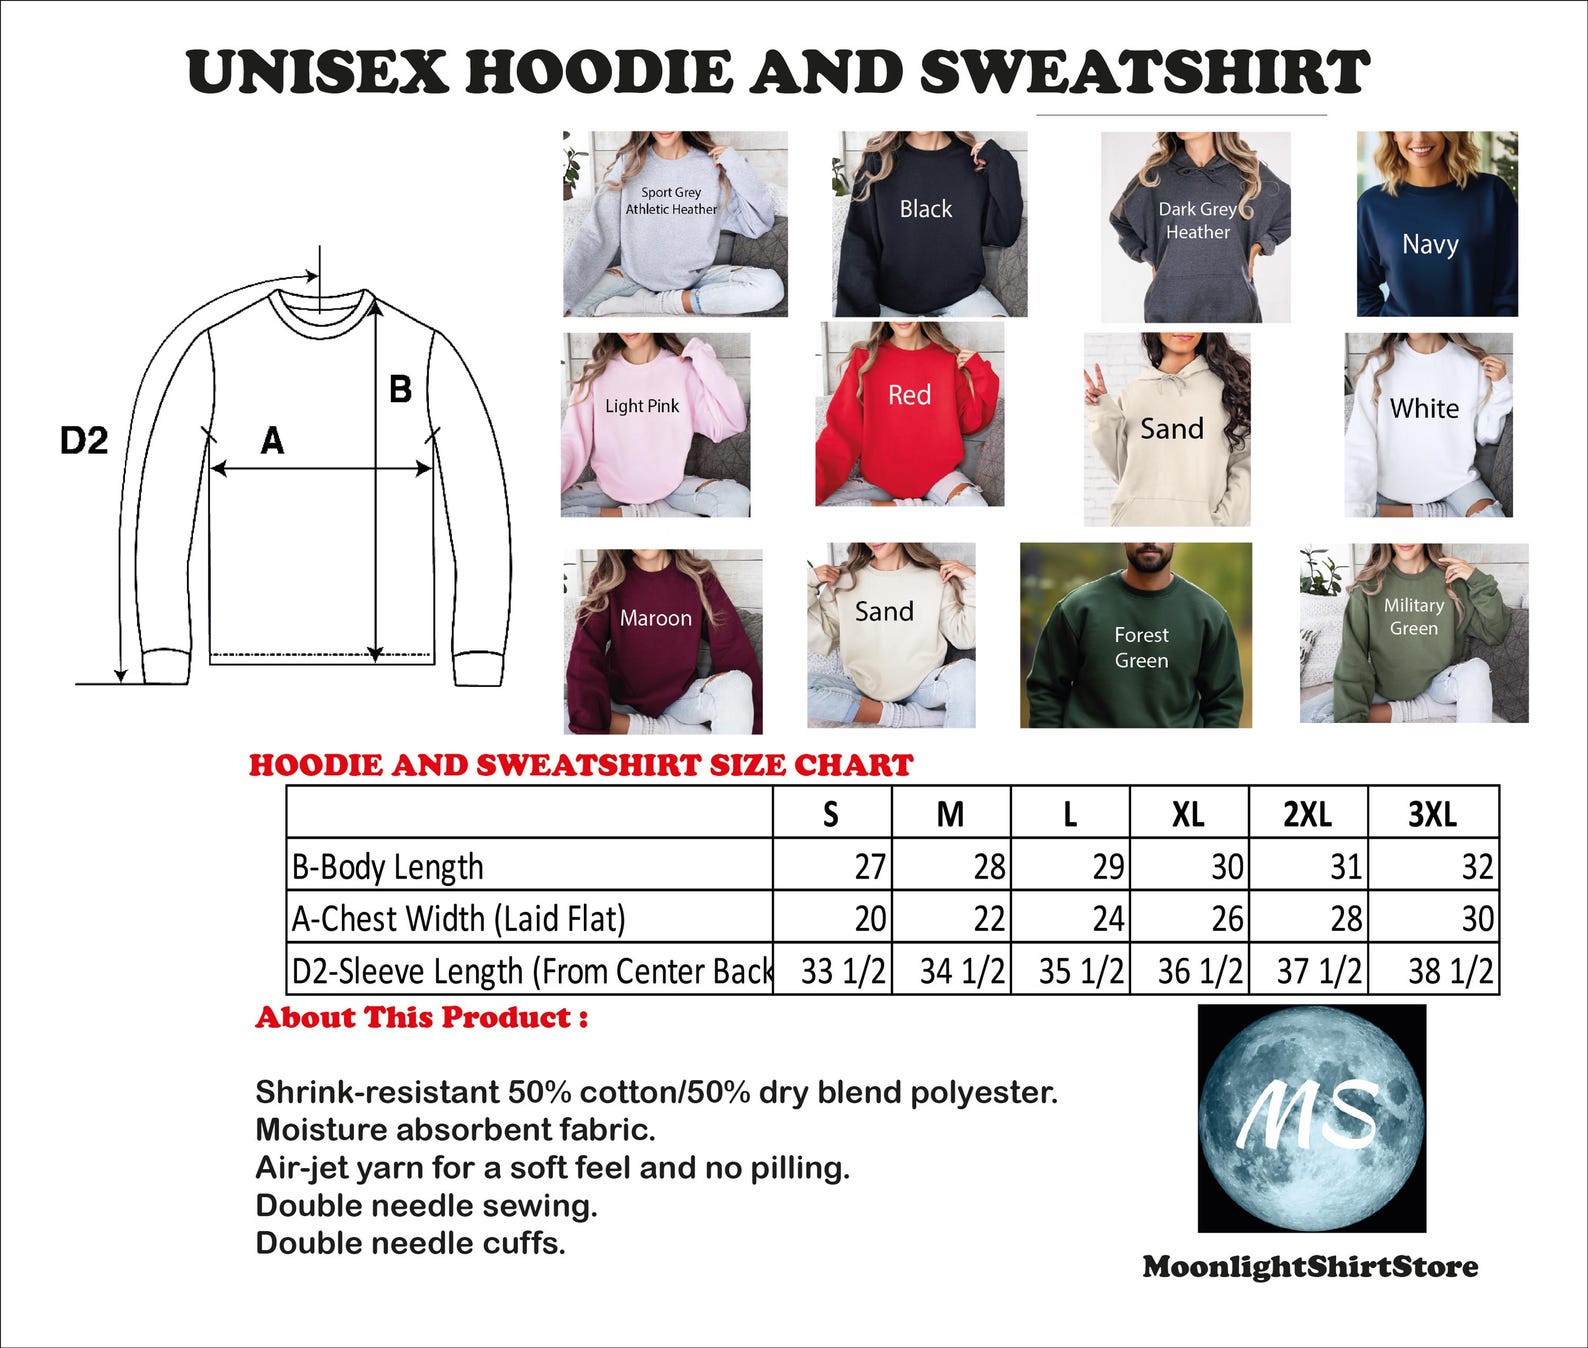 UNISEX HOODIE AND SWEATSHIRT
Sport Grey
Athletic Heather
Black
Dark Grey
Heather
Navy
D2
A
B
Light Pink
Red
Sand
White
Maroon
Sand
Forest
Green
Military
Green
HOODIE AND SWEATSHIRT SIZE CHART
S M L XL 2XL 3XL
B-Body Length 27 28 29 30 31 32
A-Chest Width (Laid Flat) 20 22 24 26 28 30
D2-Sleeve Length (From Center Back 33 1/2 34 1/2 35 1/2 36 1/2 37 1/2 38 1/2
About This Product :
Shrink-resistant 50% cotton/50% dry blend polyester.
Moisture absorbent fabric.
Air-jet yarn for a soft feel and no pilling.
Double needle sewing.
Double needle cuffs.
MS
MoonlightShirtStore